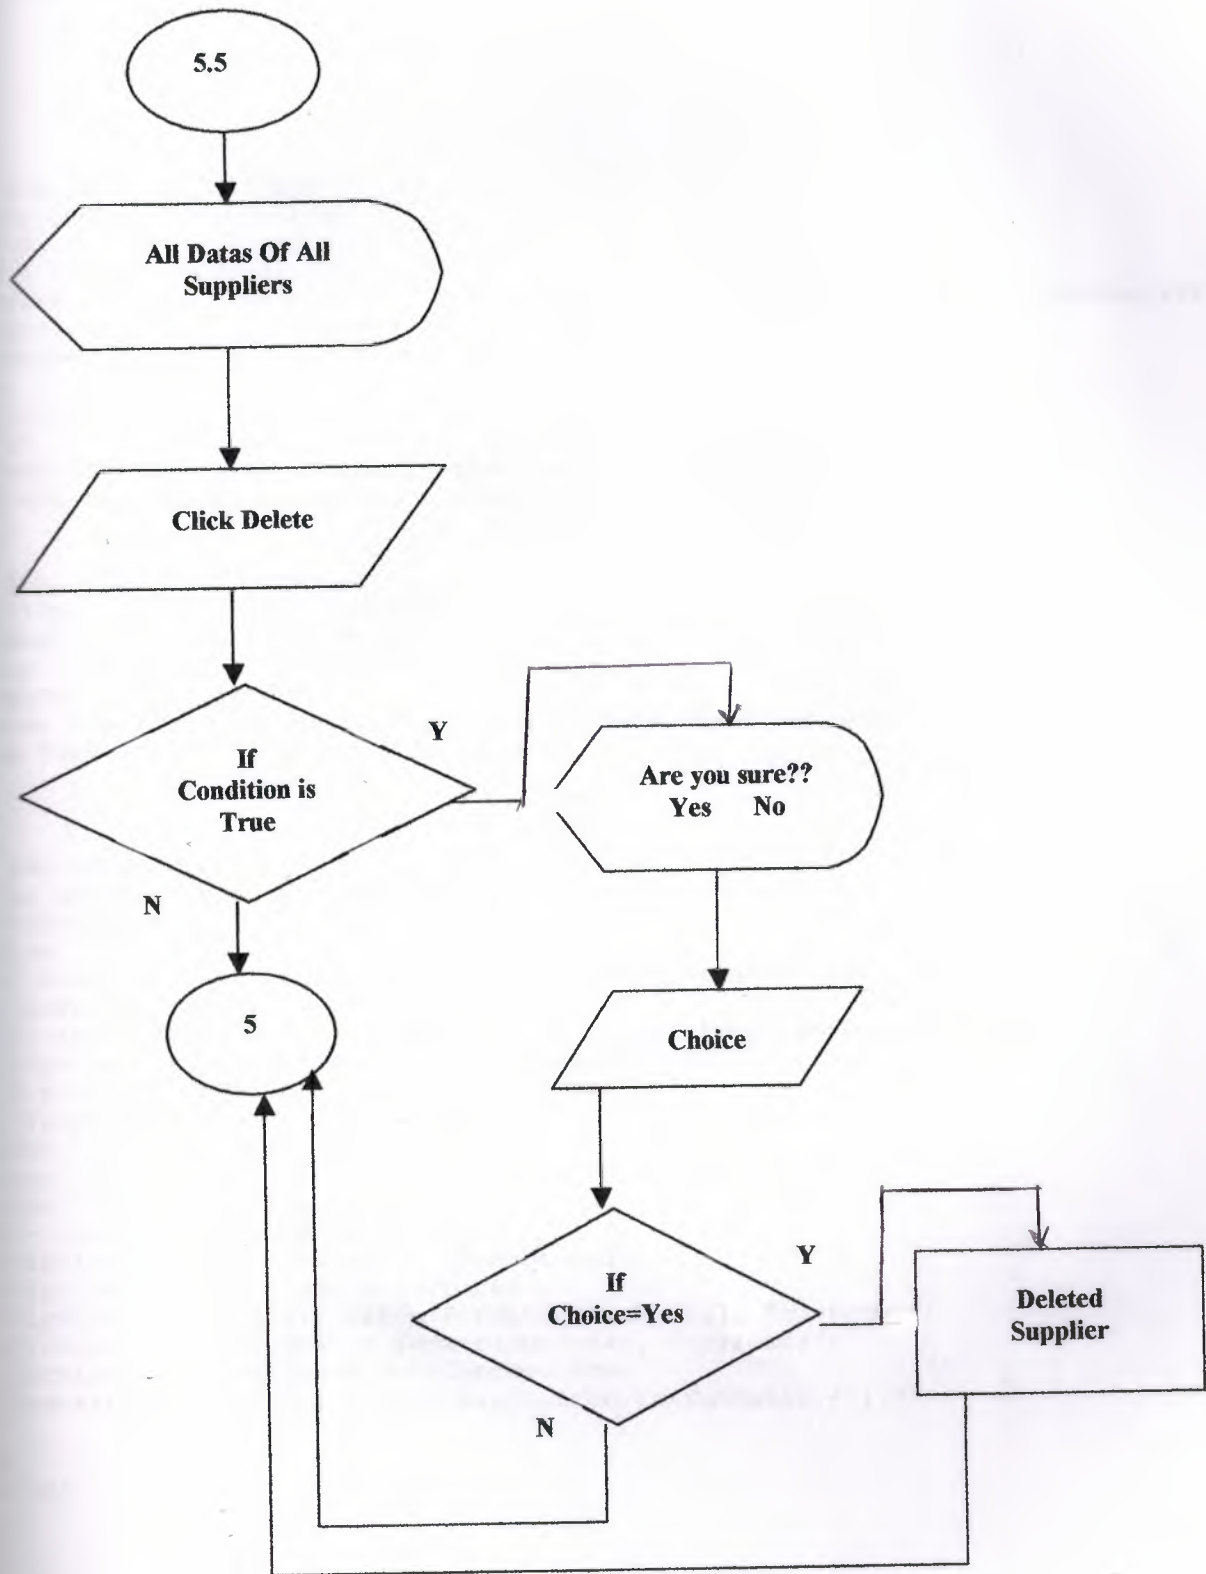 5.5
All Datas Of All
Suppliers
Click Delete
If
Condition is
True
Y
N
Are you sure??
Yes No
5
Choice
If
Choice=Yes
Y
N
Deleted
Supplier